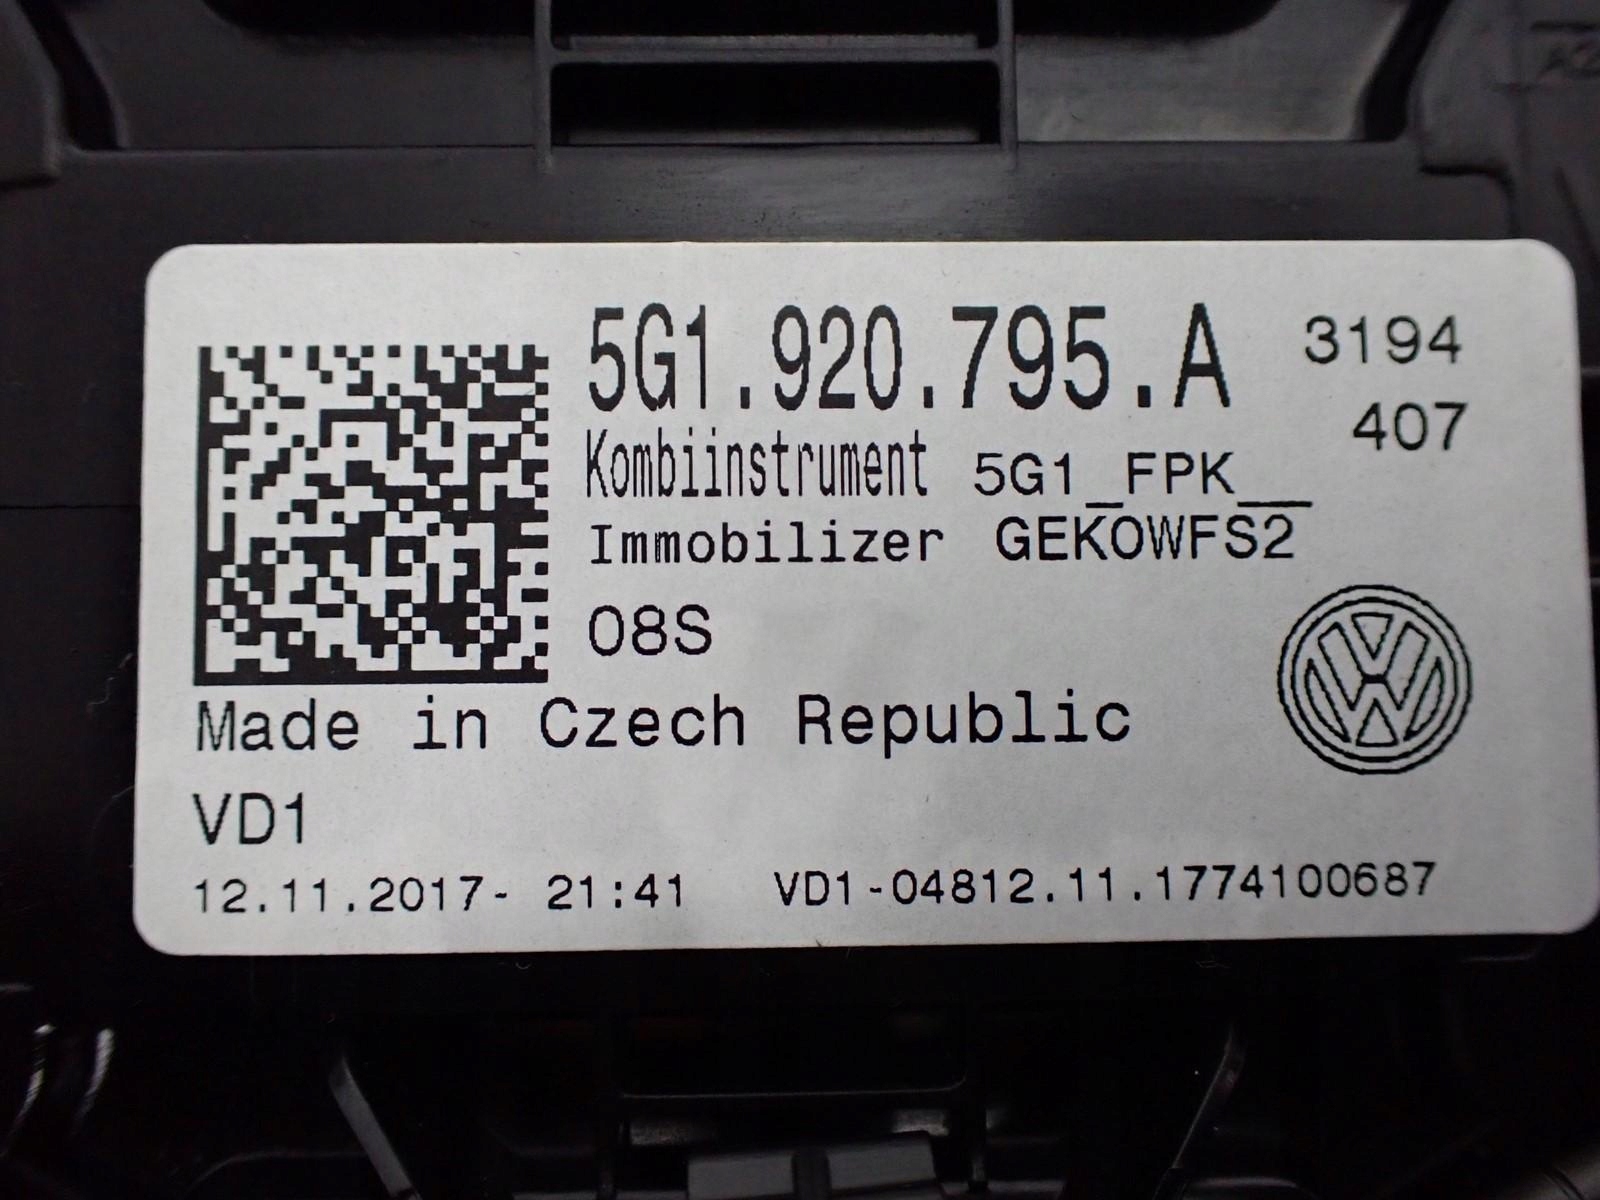 5G1.920.795.A 3194
407
Kombiinstrument 5G1_FPK__
Immobilizer GEKOWFS2
08S
Made in Czech Republic
VD1
12.11.2017- 21:41 VD1-04812.11.1774100687